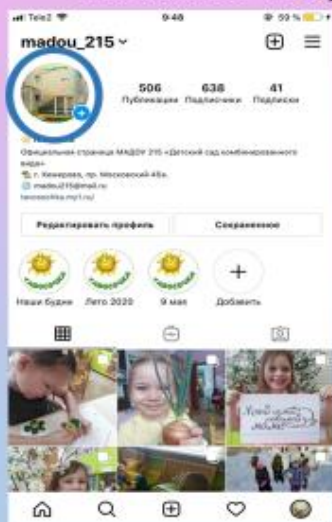 Tele2
9:48
59 %
madou_215
506
638
41
Публикации
Подписчики
Подписки
Официальная страница МАДОУ 215 «Детский сад комбинированного
вида»
г. Кемерово, пр. Московский 45а.
madou215@mail.ru
Редактировать профиль
Сохраненное
Наши будни
Лето 2020
9 мая
Добавить